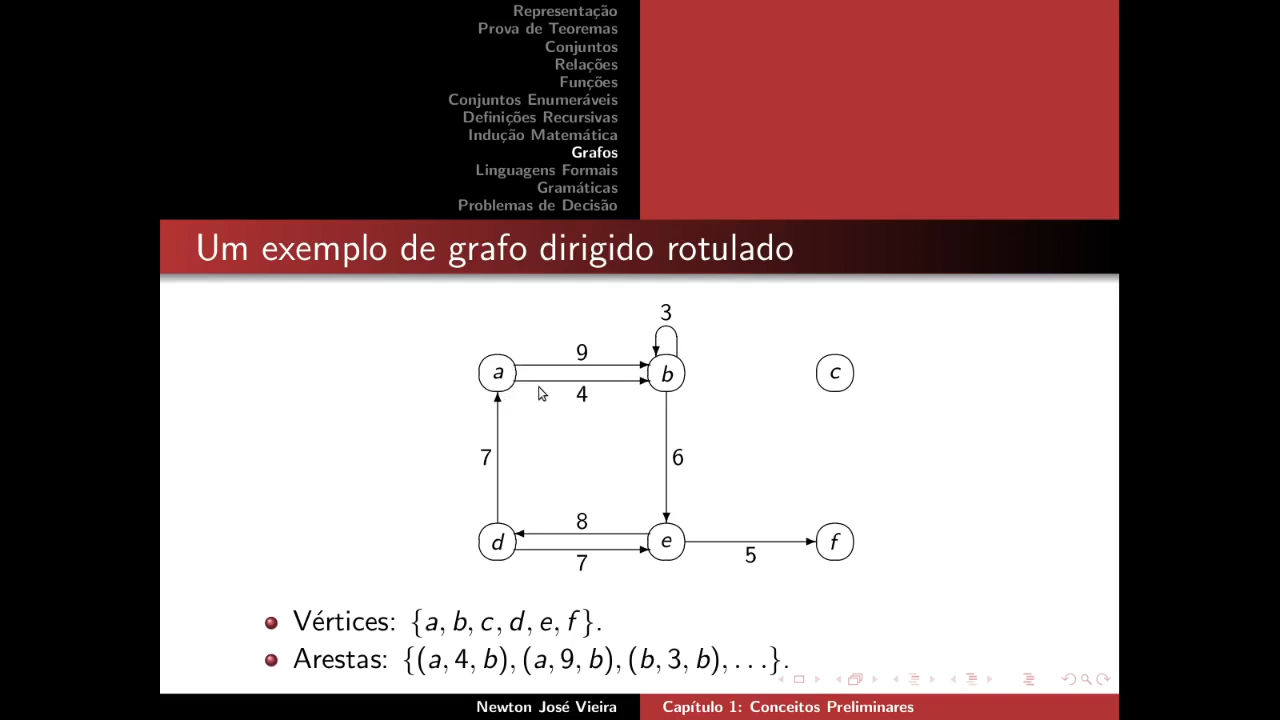 Representação
Prova de Teoremas
Conjuntos
Relações
Funções
Conjuntos Enumeráveis
Definições Recursivas
Indução Matemática
Grafos
Linguagens Formais
Gramáticas
Problemas de Decisão
Um exemplo de grafo dirigido rotulado
3
9
a
b
c
4
7
6
8
d
e
f
7
5
Vértices: {a, b, c, d, e, f}.
Arestas: {(a, 4, b), (a, 9, b), (b, 3, b), . . .}.
Newton José Vieira
Capítulo 1: Conceitos Preliminares